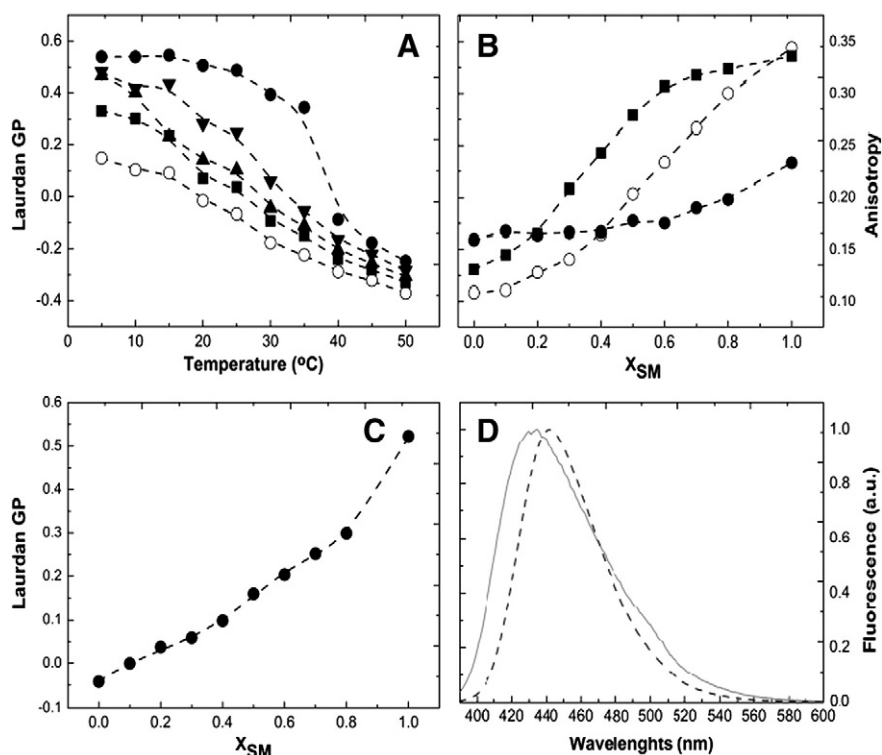 A
B
Laurdan GP
0.6
0.4
0.2
0.0
-0.2
-0.4
0 10 20 30 40 50
Temperature (ºC)
0.35
0.30
0.25
0.20
0.15
0.10
Anisotropy
0.0 0.2 0.4 0.6 0.8 1.0
XSM
C
D
Laurdan GP
0.6
0.5
0.4
0.3
0.2
0.1
0.0
-0.1
0.0 0.2 0.4 0.6 0.8 1.0
XSM
1.0
0.8
0.6
0.4
0.2
0.0
Fluorescence (a.u.)
400 420 440 460 480 500 520 540 560 580 600
Wavelenghts (nm)